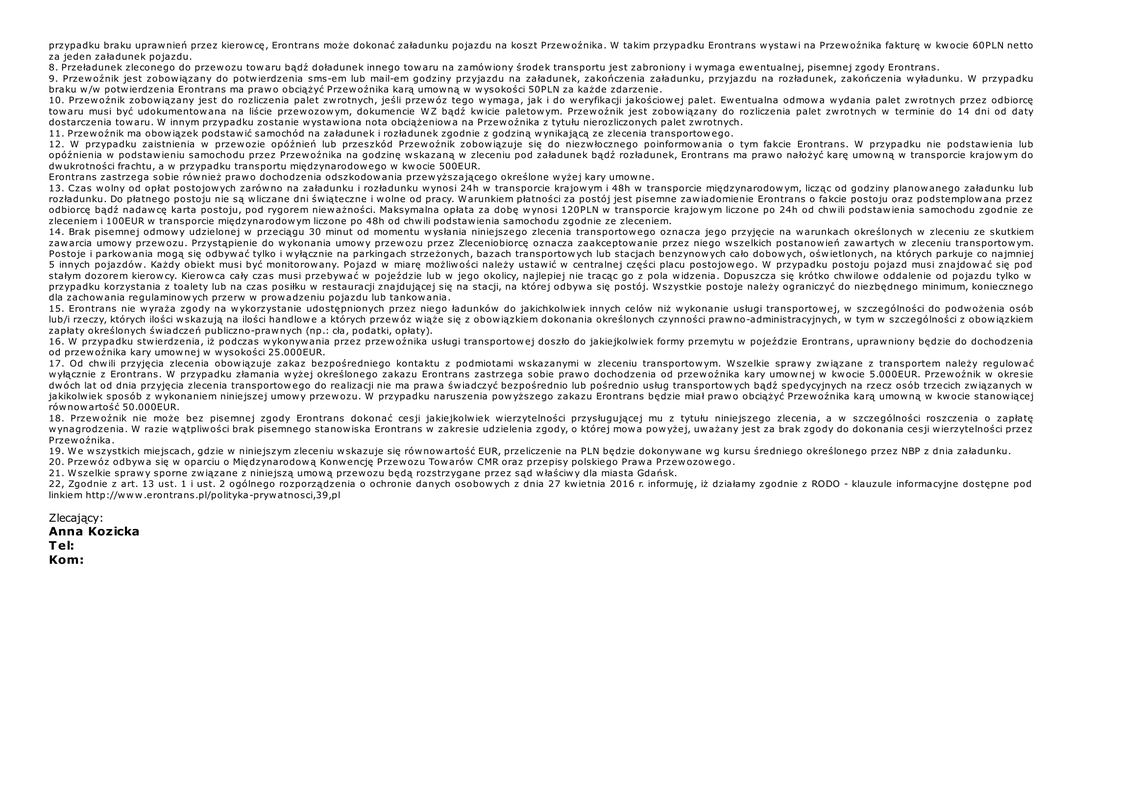 przypadku braku uprawnień przez kierowcę, Erontrans może dokonać załadunku pojazdu na koszt Przewoźnika. W takim przypadku Erontrans wystawi na Przewoźnika fakturę w kwocie 60PLN netto
za jeden załadunek pojazdu.
8. Przeładunek zleconego do przewozu towaru bądź doładunek innego towaru na zamówiony środek transportu jest zabroniony i wymaga ewentualnej, pisemnej zgody Erontrans.
9. Przewoźnik jest zobowiązany do potwierdzenia sms-em lub mail-em godziny przyjazdu na załadunek, zakończenia załadunku, przyjazdu na rozładunek, zakończenia wyładunku. W przypadku
braku w/w potwierdzenia Erontrans ma prawo obciążyć Przewoźnika karą umowną w wysokości 50PLN za każde zdarzenie.
10. Przewoźnik zobowiązany jest do rozliczenia palet zwrotnych, jeśli przewóz tego wymaga, jak i do weryfikacji jakościowej palet. Ewentualna odmowa wydania palet zwrotnych przez odbiorcę
towaru musi być udokumentowana na liście przewozowym, dokumencie WZ bądź kwicie paletowym. Przewoźnik jest zobowiązany do rozliczenia palet zwrotnych w terminie do 14 dni od daty
dostarczenia towaru. W innym przypadku zostanie wystawiona nota obciążeniowa na Przewoźnika z tytułu nierozliczonych palet zwrotnych.
11. Przewoźnik ma obowiązek podstawić samochód na załadunek i rozładunek zgodnie z godziną wynikającą ze zlecenia transportowego.
12. W przypadku zaistnienia w przewozie opóźnień lub przeszkód Przewoźnik zobowiązuje się do niezwłocznego poinformowania o tym fakcie Erontrans. W przypadku nie podstawienia lub
opóźnienia w podstawieniu samochodu przez Przewoźnika na godzinę wskazaną w zleceniu pod załadunek bądź rozładunek, Erontrans ma prawo nałożyć karę umowną w transporcie krajowym do
dwukrotności frachtu, a w przypadku transportu międzynarodowego w kwocie 500EUR.
Erontrans zastrzega sobie również prawo dochodzenia odszkodowania przewyższającego określone wyżej kary umowne.
13. Czas wolny od opłat postojowych zarówno na załadunku i rozładunku wynosi 24h w transporcie krajowym i 48h w transporcie międzynarodowym, licząc od godziny planowanego załadunku lub
rozładunku. Do płatnego postoju nie są wliczane dni świąteczne i wolne od pracy. Warunkiem płatności za postój jest pisemne zawiadomienie Erontrans o fakcie postoju oraz podstemplowana przez
odbiorcę bądź nadawcę karta postoju, pod rygorem nieważności. Maksymalna opłata za dobę wynosi 120PLN w transporcie krajowym liczone po 24h od chwili podstawienia samochodu zgodnie ze
zleceniem i 100EUR w transporcie międzynarodowym liczone po 48h od chwili podstawienia samochodu zgodnie ze zleceniem.
14. Brak pisemnej odmowy udzielonej w przeciągu 30 minut od momentu wysłania niniejszego zlecenia transportowego oznacza jego przyjęcie na warunkach określonych w zleceniu ze skutkiem
zawarcia umowy przewozu. Przystąpienie do wykonania umowy przewozu przez Zleceniobiorcę oznacza zaakceptowanie przez niego wszelkich postanowień zawartych w zleceniu transportowym.
Postoje i parkowania mogą się odbywać tylko i wyłącznie na parkingach strzeżonych, bazach transportowych lub stacjach benzynowych cało dobowych, oświetlonych, na których parkuje co najmniej
5 innych pojazdów. Każdy obiekt musi być monitorowany. Pojazd w miarę możliwości należy ustawić w centralnej części placu postojowego. W przypadku postoju pojazd musi znajdować się pod
stałym dozorem kierowcy. Kierowca cały czas musi przebywać w pojeździe lub w jego okolicy, najlepiej nie tracąc go z pola widzenia. Dopuszcza się krótko chwilowe oddalenie od pojazdu tylko w
przypadku korzystania z toalety lub na czas posiłku w restauracji znajdującej się na stacji, na której odbywa się postój. Wszystkie postoje należy ograniczyć do niezbędnego minimum, koniecznego
dla zachowania regulaminowych przerw w prowadzeniu pojazdu lub tankowania.
15. Erontrans nie wyraża zgody na wykorzystanie udostępnionych przez niego ładunków do jakichkolwiek innych celów niż wykonanie usługi transportowej, w szczególności do podwożenia osób
lub/i rzeczy, których ilości wskazują na ilości handlowe a których przewóz wiąże się z obowiązkiem dokonania określonych czynności prawno-administracyjnych, w tym w szczególności z obowiązkiem
zapłaty określonych świadczeń publiczno-prawnych (np.: cła, podatki, opłaty).
16. W przypadku stwierdzenia, iż podczas wykonywania przez przewoźnika usługi transportowej doszło do jakiejkolwiek formy przemytu w pojeździe Erontrans, uprawniony będzie do dochodzenia
od przewoźnika kary umownej w wysokości 25.000EUR.
17. Od chwili przyjęcia zlecenia obowiązuje zakaz bezpośredniego kontaktu z podmiotami wskazanymi w zleceniu transportowym. Wszelkie sprawy związane z transportem należy regulować
wyłącznie z Erontrans. W przypadku złamania wyżej określonego zakazu Erontrans zastrzega sobie prawo dochodzenia od przewoźnika kary umownej w kwocie 5.000EUR. Przewoźnik w okresie
dwóch lat od dnia przyjęcia zlecenia transportowego do realizacji nie ma prawa świadczyć bezpośrednio lub pośrednio usług transportowych bądź spedycyjnych na rzecz osób trzecich związanych w
jakikolwiek sposób z wykonaniem niniejszej umowy przewozu. W przypadku naruszenia powyższego zakazu Erontrans będzie miał prawo obciążyć Przewoźnika karą umowną w kwocie stanowiącej
równowartość 50.000EUR.
18. Przewoźnik nie może bez pisemnej zgody Erontrans dokonać cesji jakiejkolwiek wierzytelności przysługującej mu z tytułu niniejszego zlecenia, a w szczególności roszczenia o zapłatę
wynagrodzenia. W razie wątpliwości brak pisemnego stanowiska Erontrans w zakresie udzielenia zgody, o której mowa powyżej, uważany jest za brak zgody do dokonania cesji wierzytelności przez
Przewoźnika.
19. We wszystkich miejscach, gdzie w niniejszym zleceniu wskazuje się równowartość EUR, przeliczenie na PLN będzie dokonywane wg kursu średniego określonego przez NBP z dnia załadunku.
20. Przewóz odbywa się w oparciu o Międzynarodową Konwencję Przewozu Towarów CMR oraz przepisy polskiego Prawa Przewozowego.
21. Wszelkie sprawy sporne związane z niniejszą umową przewozu będą rozstrzygane przez sąd właściwy dla miasta Gdańsk.
22, Zgodnie z art. 13 ust. 1 i ust. 2 ogólnego rozporządzenia o ochronie danych osobowych z dnia 27 kwietnia 2016 r. informuję, iż działamy zgodnie z RODO - klauzule informacyjne dostępne pod
linkiem http://www.erontrans.pl/polityka-prywatnosci,39,pl
Zlecający:
Anna Kozicka
Tel:
Kom: